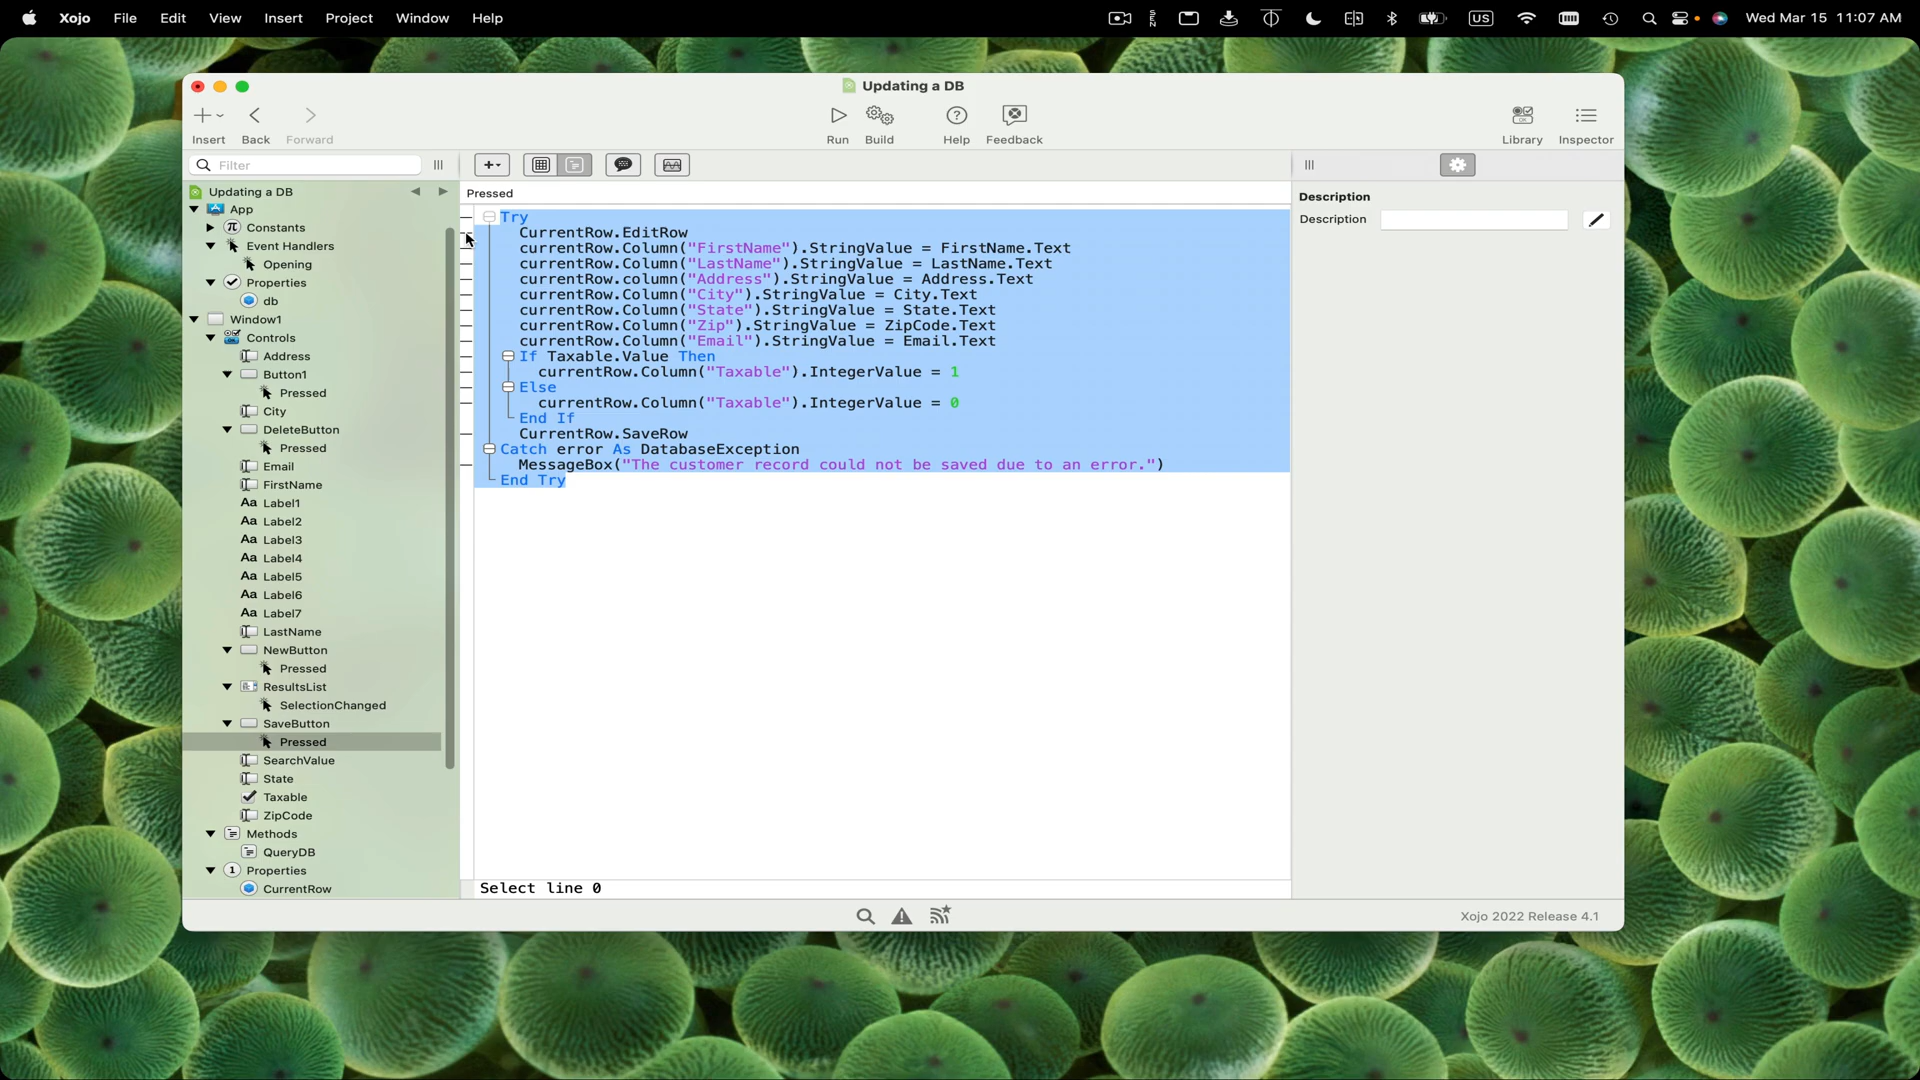 Xojo File Edit View Insert Project Window Help
SEN US Wed Mar 15 11:07 AM
Updating a DB
Insert Back Forward Run Build Help Feedback Library Inspector
Filter
Updating a DB
App
Constants
Event Handlers
Opening
Properties
db
Window1
Controls
Address
Button1
Pressed
City
DeleteButton
Pressed
Email
FirstName
Aa Label1
Aa Label2
Aa Label3
Aa Label4
Aa Label5
Aa Label6
Aa Label7
LastName
NewButton
Pressed
ResultsList
SelectionChanged
SaveButton
Pressed
SearchValue
State
Taxable
ZipCode
Methods
QueryDB
Properties
CurrentRow
Pressed
Try
CurrentRow.EditRow
currentRow.Column("FirstName").StringValue = FirstName.Text
currentRow.Column("LastName").StringValue = LastName.Text
currentRow.Column("Address").StringValue = Address.Text
currentRow.Column("City").StringValue = City.Text
currentRow.Column("State").StringValue = State.Text
currentRow.Column("Zip").StringValue = ZipCode.Text
currentRow.Column("Email").StringValue = Email.Text
If Taxable.Value Then
currentRow.Column("Taxable").IntegerValue = 1
Else
currentRow.Column("Taxable").IntegerValue = 0
End If
CurrentRow.SaveRow
Catch error As DatabaseException
MessageBox("The customer record could not be saved due to an error.")
End Try
Select line 0
Description
Description
Xojo 2022 Release 4.1